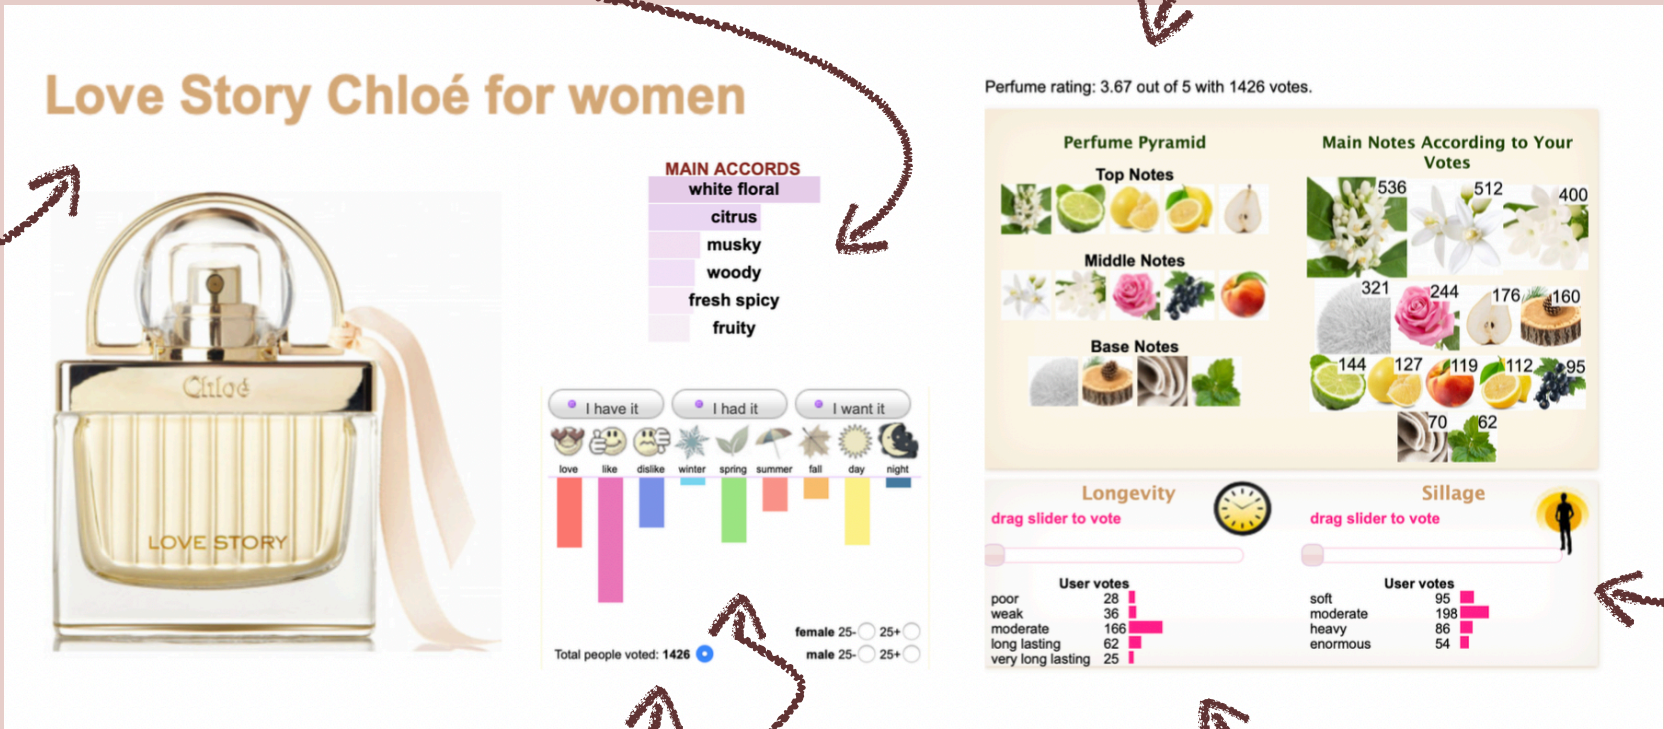 Love Story Chloé for women
Chloé
LOVE STORY
MAIN ACCORDS
white floral
citrus
musky
woody
fresh spicy
fruity
I have it
I had it
I want it
love like dislike winter spring summer fall day night
female 25- 25+
Total people voted: 1426
male 25- 25+
Perfume rating: 3.67 out of 5 with 1426 votes.
Perfume Pyramid
Top Notes
Middle Notes
Base Notes
Main Notes According to Your
Votes
536 512 400
321 244 176 160
144 127 119 112 95
70 62
Longevity
drag slider to vote
User votes
poor 28
weak 36
moderate 166
long lasting 62
very long lasting 25
Sillage
drag slider to vote
User votes
soft 95
moderate 198
heavy 86
enormous 54